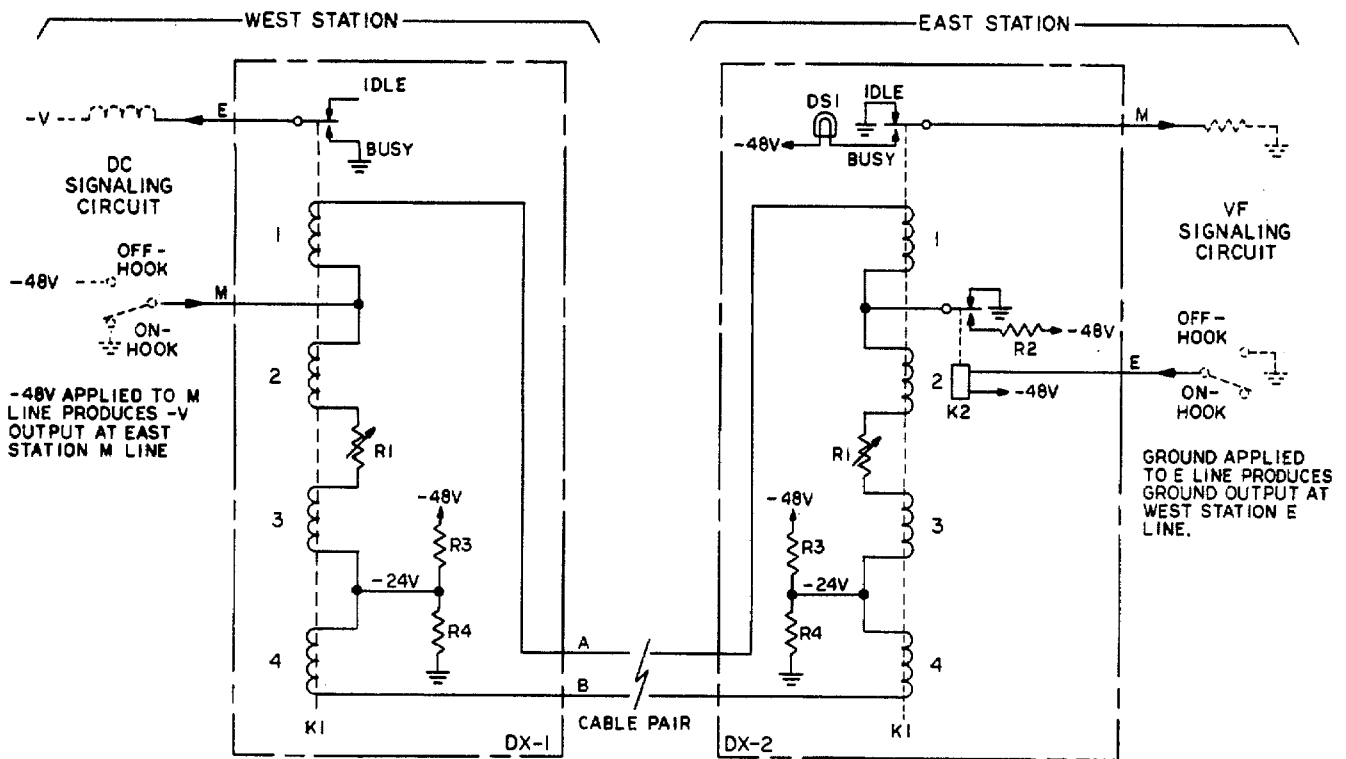 WEST STATION
EAST STATION
IDLE
-V
E
BUSY
DC
SIGNALING
CIRCUIT
OFF-
HOOK
-48V
M
ON-
HOOK
-48V APPLIED TO M
LINE PRODUCES -V
OUTPUT AT EAST
STATION M LINE
1
2
R1
3
-48V
R3
-24V
R4
4
K1
DX-1
A
B
CABLE PAIR
DS1
IDLE
-48V
BUSY
M
VF
SIGNALING
CIRCUIT
1
R2
-48V
OFF-
HOOK
E
2
K2
-48V
ON-
HOOK
GROUND APPLIED
TO E LINE PRODUCES
GROUND OUTPUT AT
WEST STATION E
LINE.
R1
-48V
R3
3
-24V
R4
4
K1
DX-2